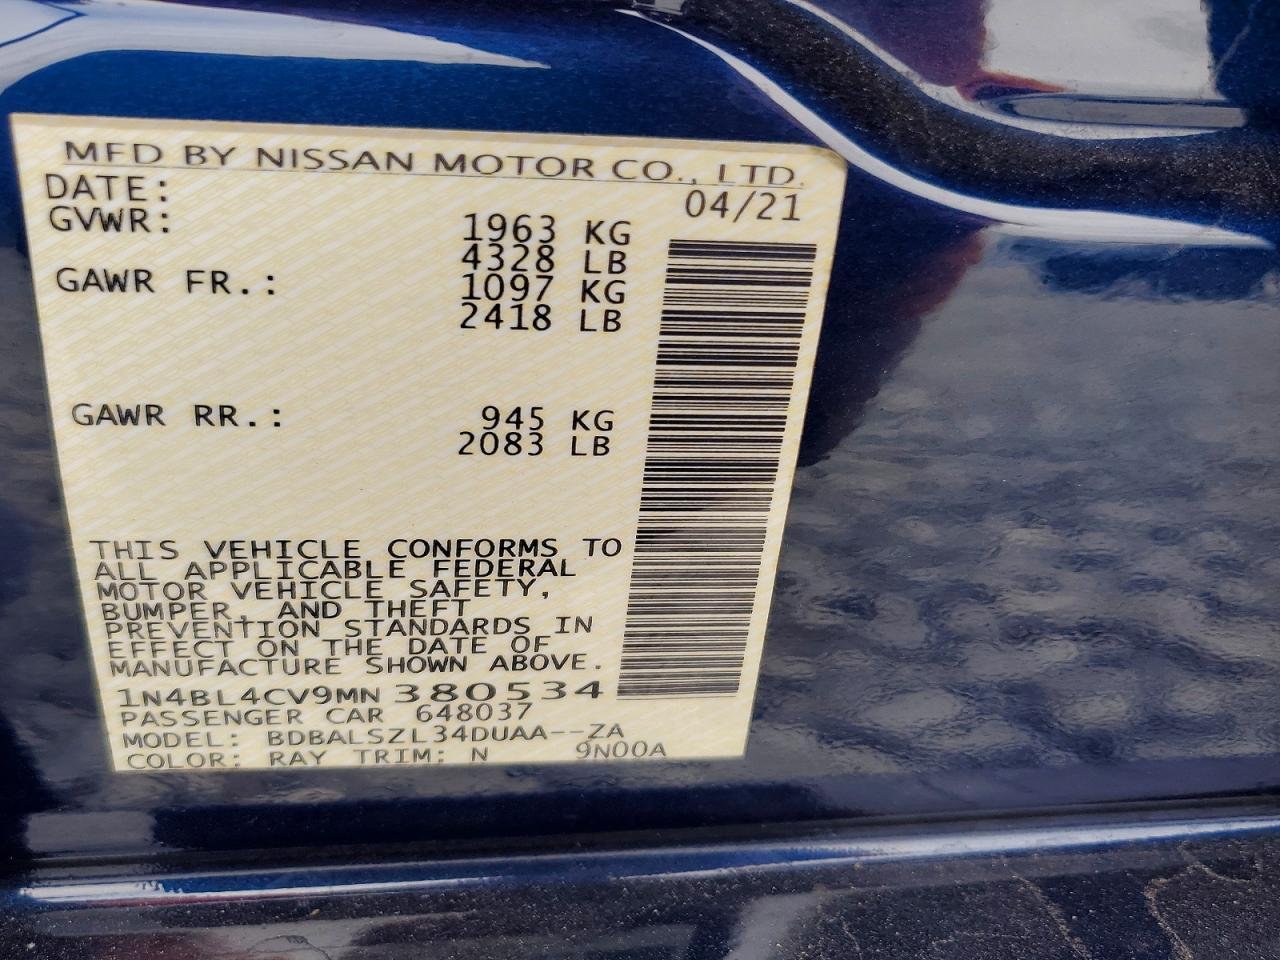 MFD BY NISSAN MOTOR CO., LTD.
DATE: 04/21
GVWR: 1963 KG
4328 LB
GAWR FR.: 1097 KG
2418 LB
GAWR RR.: 945 KG
2083 LB
THIS VEHICLE CONFORMS TO
ALL APPLICABLE FEDERAL
MOTOR VEHICLE SAFETY,
BUMPER, AND THEFT
PREVENTION STANDARDS IN
EFFECT ON THE DATE OF
MANUFACTURE SHOWN ABOVE.
1N4BL4CV9MN380534
PASSENGER CAR 648037
MODEL: BDBALSZL34DUAA--ZA
COLOR: RAY TRIM: N 9N00A